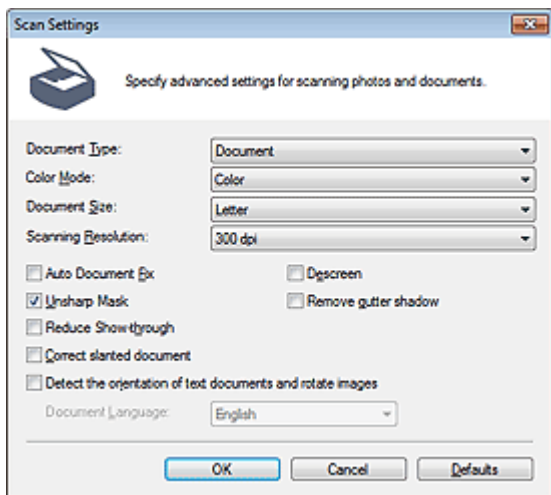 Scan Settings
Specify advanced settings for scanning photos and documents.
Document Type: Document
Color Mode: Color
Document Size: Letter
Scanning Resolution: 300 dpi
Auto Document Fix Descreen
Unsharp Mask Remove gutter shadow
Reduce Show-through
Correct slanted document
Detect the orientation of text documents and rotate images
Document Language: English
OK Cancel Defaults